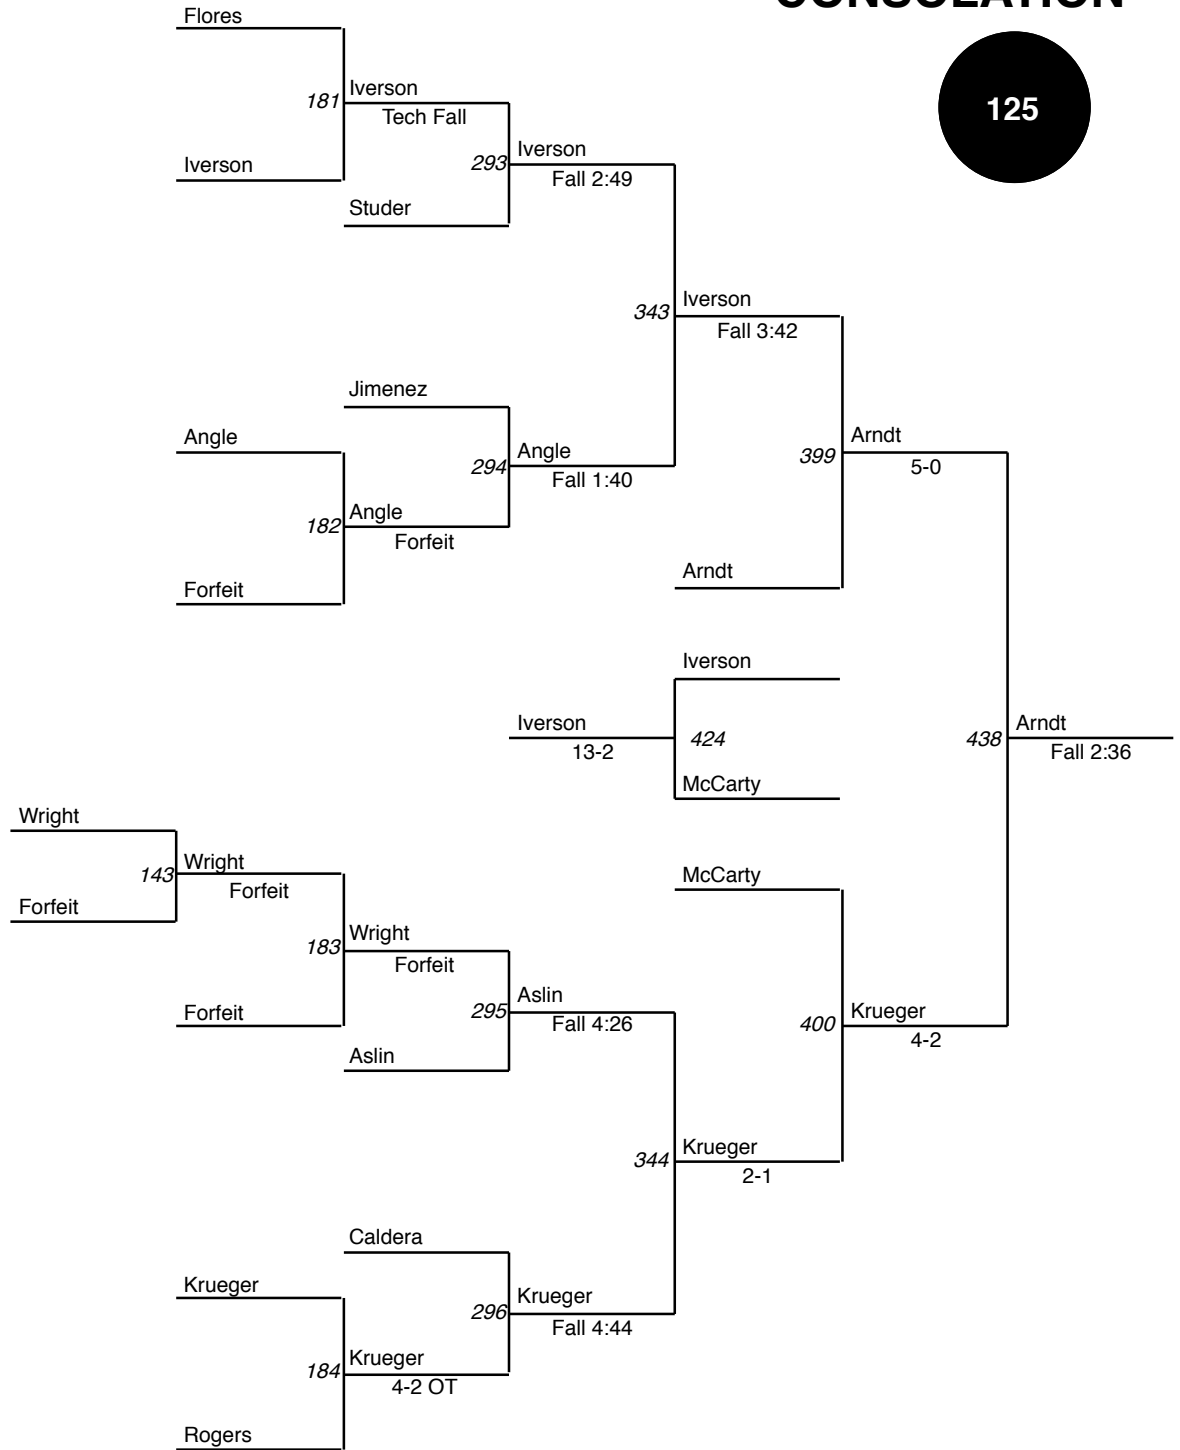 CONSOLATION
Flores
125
Iverson
181
Tech Fall
Iverson
293
Iverson
Fall 2:49
Studer
Iverson
343
Fall 3:42
Jimenez
Angle
Arndt
Angle
399
294
5-0
Fall 1:40
Angle
182
Forfeit
Arndt
Forfeit
Iverson
Iverson
Arndt
424
438
13-2
Fall 2:36
McCarty
Wright
Wright
143
McCarty
Forfeit
Forfeit
Wright
183
Forfeit
Aslin
Forfeit
295
Krueger
Fall 4:26
400
4-2
Aslin
Krueger
344
2-1
Caldera
Krueger
Krueger
296
Fall 4:44
Krueger
184
4-2 OT
Rogers